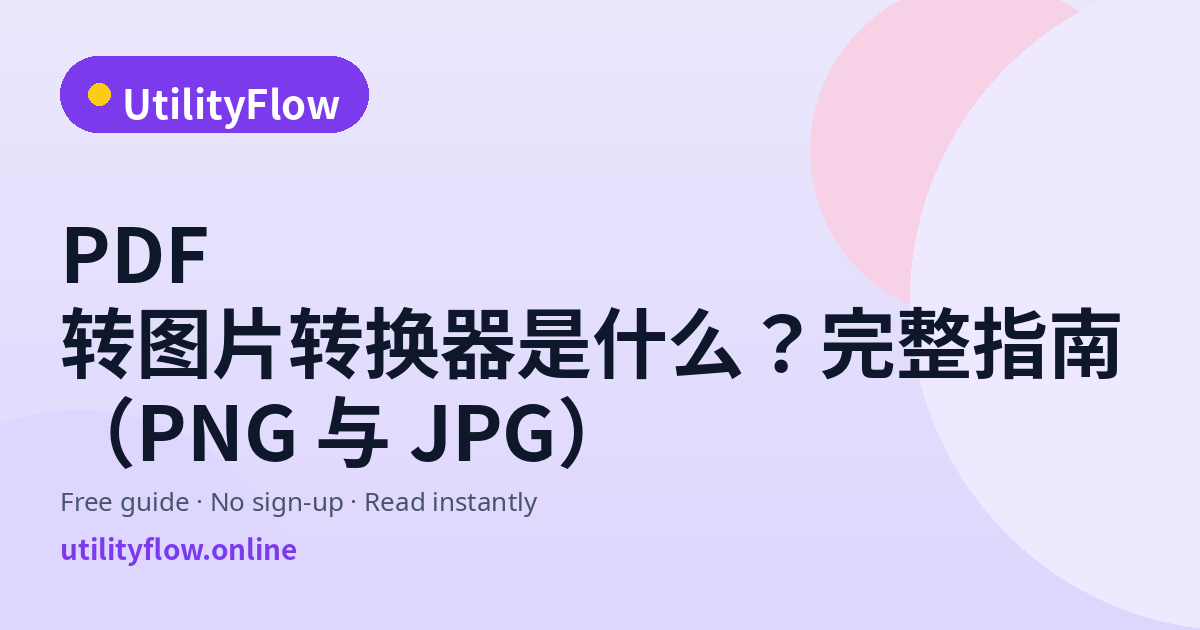 UtilityFlow
PDF
转图片转换器是什么？完整指南
（PNG 与 JPG）
Free guide · No sign-up · Read instantly
utilityflow.online